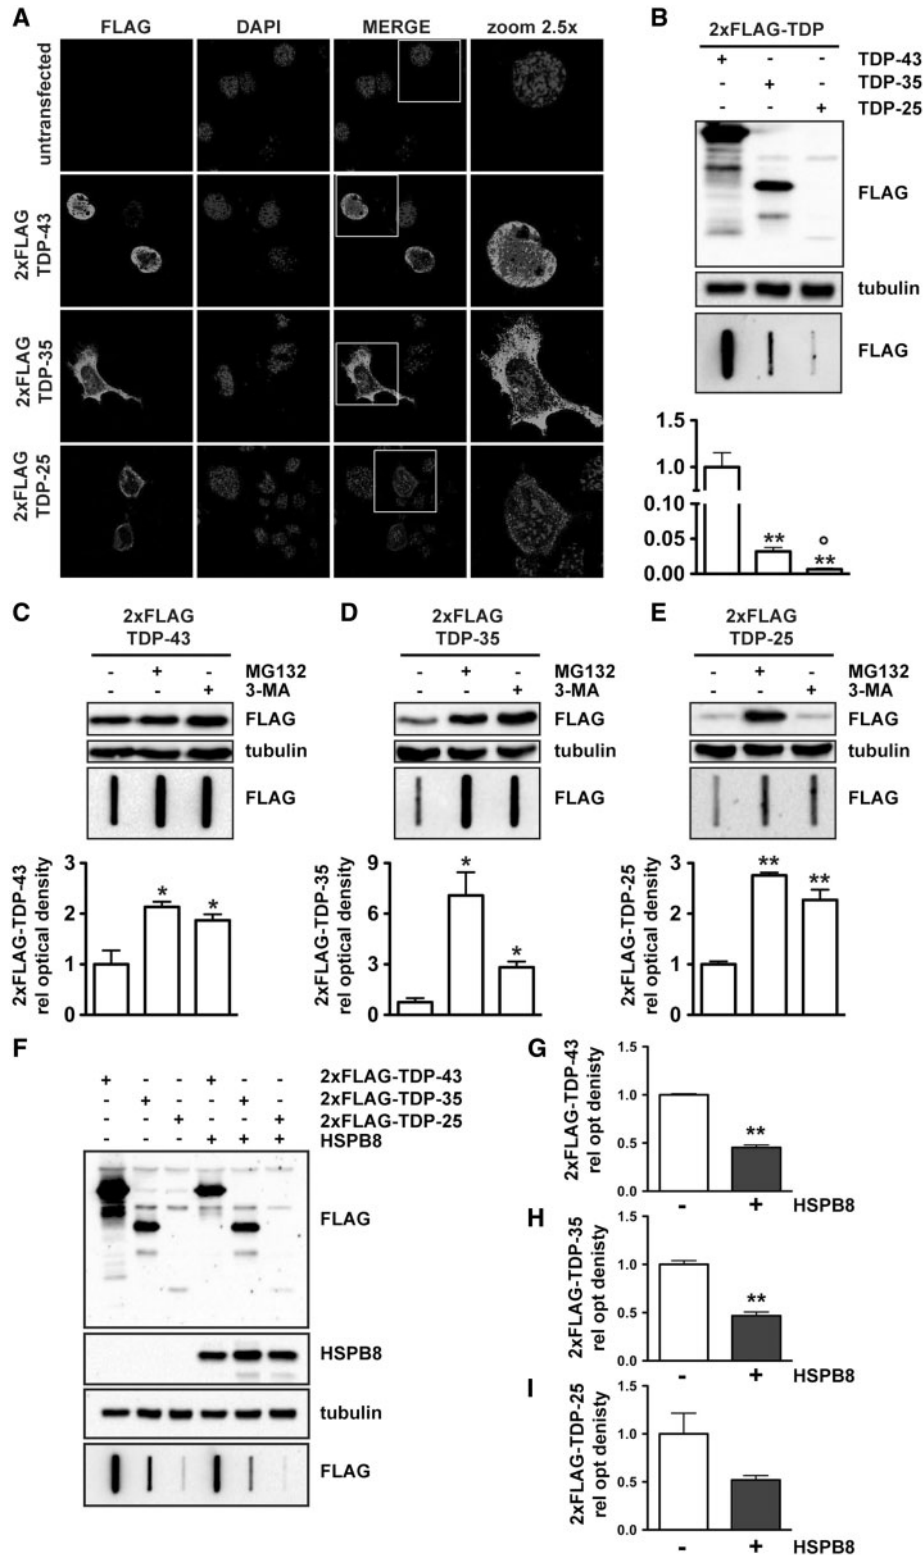 A
FLAG DAPI MERGE zoom 2.5x
untransfected
2xFLAG
TDP-43
2xFLAG
TDP-35
2xFLAG
TDP-25
B
2xFLAG-TDP
+ - - TDP-43
- + - TDP-35
- - + TDP-25
FLAG
tubulin
FLAG
1.5
1.0
0.10
0.05
0.00
**
°
**
C
2xFLAG
TDP-43
- + - MG132
- - + 3-MA
FLAG
tubulin
FLAG
2xFLAG-TDP-43
rel optical density
3
2
1
0
* *
D
2xFLAG
TDP-35
- + - MG132
- - + 3-MA
FLAG
tubulin
FLAG
2xFLAG-TDP-35
rel optical density
9
6
3
0
* *
E
2xFLAG
TDP-25
- + - MG132
- - + 3-MA
FLAG
tubulin
FLAG
2xFLAG-TDP-25
rel optical density
3
2
1
0
** **
F
+ - - + - - 2xFLAG-TDP-43
- + - - + - 2xFLAG-TDP-35
- - + - - + 2xFLAG-TDP-25
- - - + + + HSPB8
FLAG
HSPB8
tubulin
FLAG
G
2xFLAG-TDP-43
rel opt denisty
1.5
1.0
0.5
1.0
**
- + HSPB8
H
2xFLAG-TDP-35
rel opt denisty
1.5
1.0
0.5
1.0
**
- + HSPB8
I
2xFLAG-TDP-25
rel opt denisty
1.5
1.0
0.5
1.0
- + HSPB8